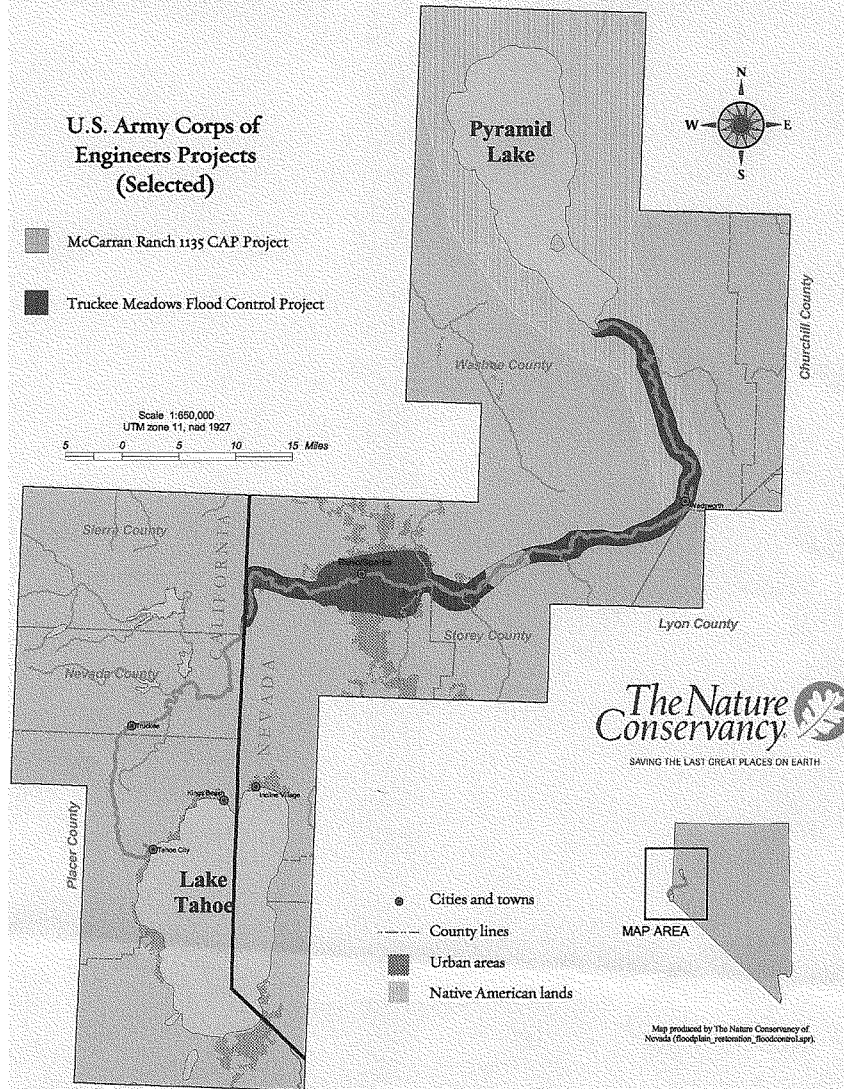 U.S. Army Corps of
Engineers Projects
(Selected)
McCarran Ranch 1135 CAP Project
Truckee Meadows Flood Control Project
Scale 1:650,000
UTM zone 11, nad 1927
5 0 5 10 15 Miles
Pyramid
Lake
N
W E
S
Washoe County
Churchill County
Wadsworth
Sierra County
CALIFORNIA
Storey County
Lyon County
Nevada County
NEVADA
Truckee
Kings Beach
Incline Village
Tahoe City
Placer County
Lake
Tahoe
The Nature
Conservancy
SAVING THE LAST GREAT PLACES ON EARTH
Cities and towns
County lines
Urban areas
Native American lands
MAP AREA
Map produced by The Nature Conservancy of
Nevada (floodplain_restoration_floodcontrol.apr).